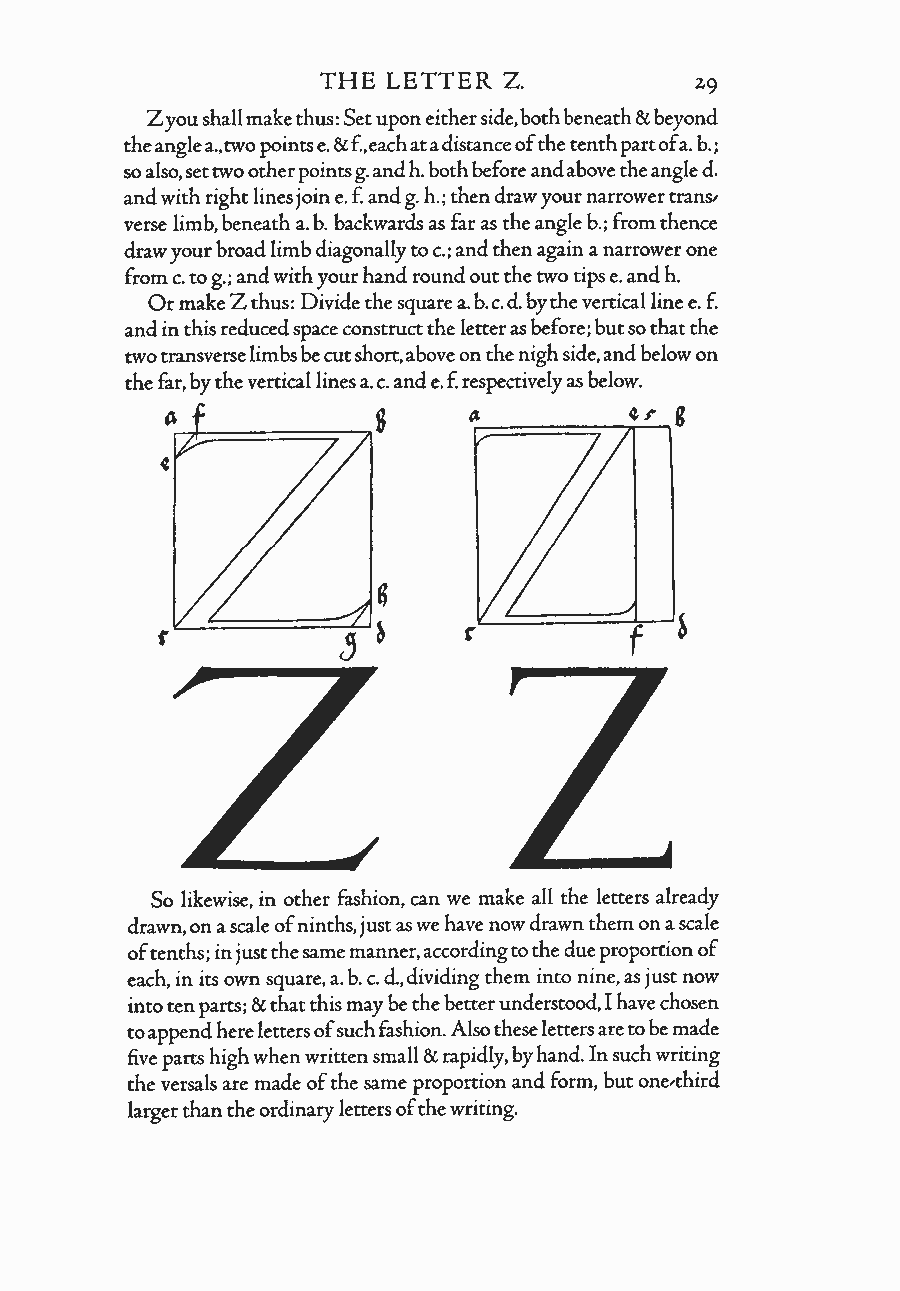 THE LETTER Z. 29
Z you shall make thus: Set upon either side, both beneath & beyond
the angle a., two points e. & f., each at a distance of the tenth part of a. b.;
so also, set two other points g. and h. both before and above the angle d.
and with right lines join e. f. and g. h.; then draw your narrower trans-
verse limb, beneath a. b. backwards as far as the angle b.; from thence
draw your broad limb diagonally to c.; and then again a narrower one
from c. to g.; and with your hand round out the two tips e. and h.
Or make Z thus: Divide the square a. b. c. d. by the vertical line e. f.
and in this reduced space construct the letter as before; but so that the
two transverse limbs be cut short, above on the nigh side, and below on
the far, by the vertical lines a. c. and e. f. respectively as below.
a f b a e r b
e
h
c g d c f d
Z Z
So likewise, in other fashion, can we make all the letters already
drawn, on a scale of ninths, just as we have now drawn them on a scale
of tenths; in just the same manner, according to the due proportion of
each, in its own square, a. b. c. d., dividing them into nine, as just now
into ten parts; & that this may be the better understood, I have chosen
to append here letters of such fashion. Also these letters are to be made
five parts high when written small & rapidly, by hand. In such writing
the versals are made of the same proportion and form, but one-third
larger than the ordinary letters of the writing.